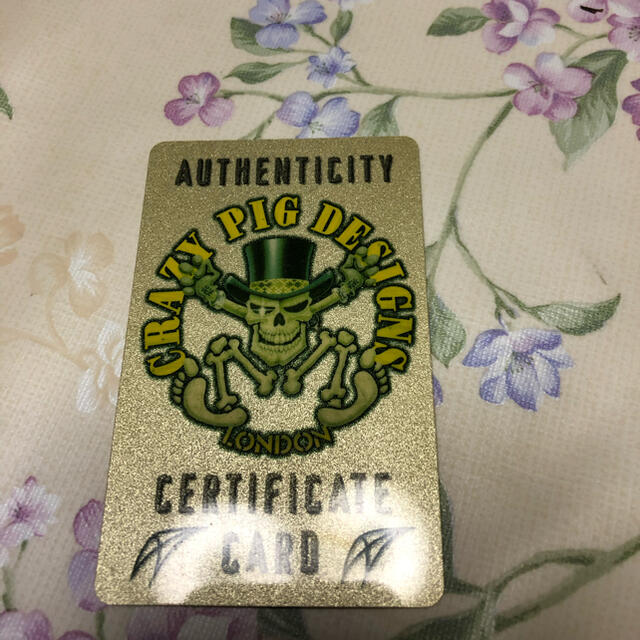 AUTHENTICITY
CRAZY PIG DESIGNS
LONDON
CERTIFICATE
CARD